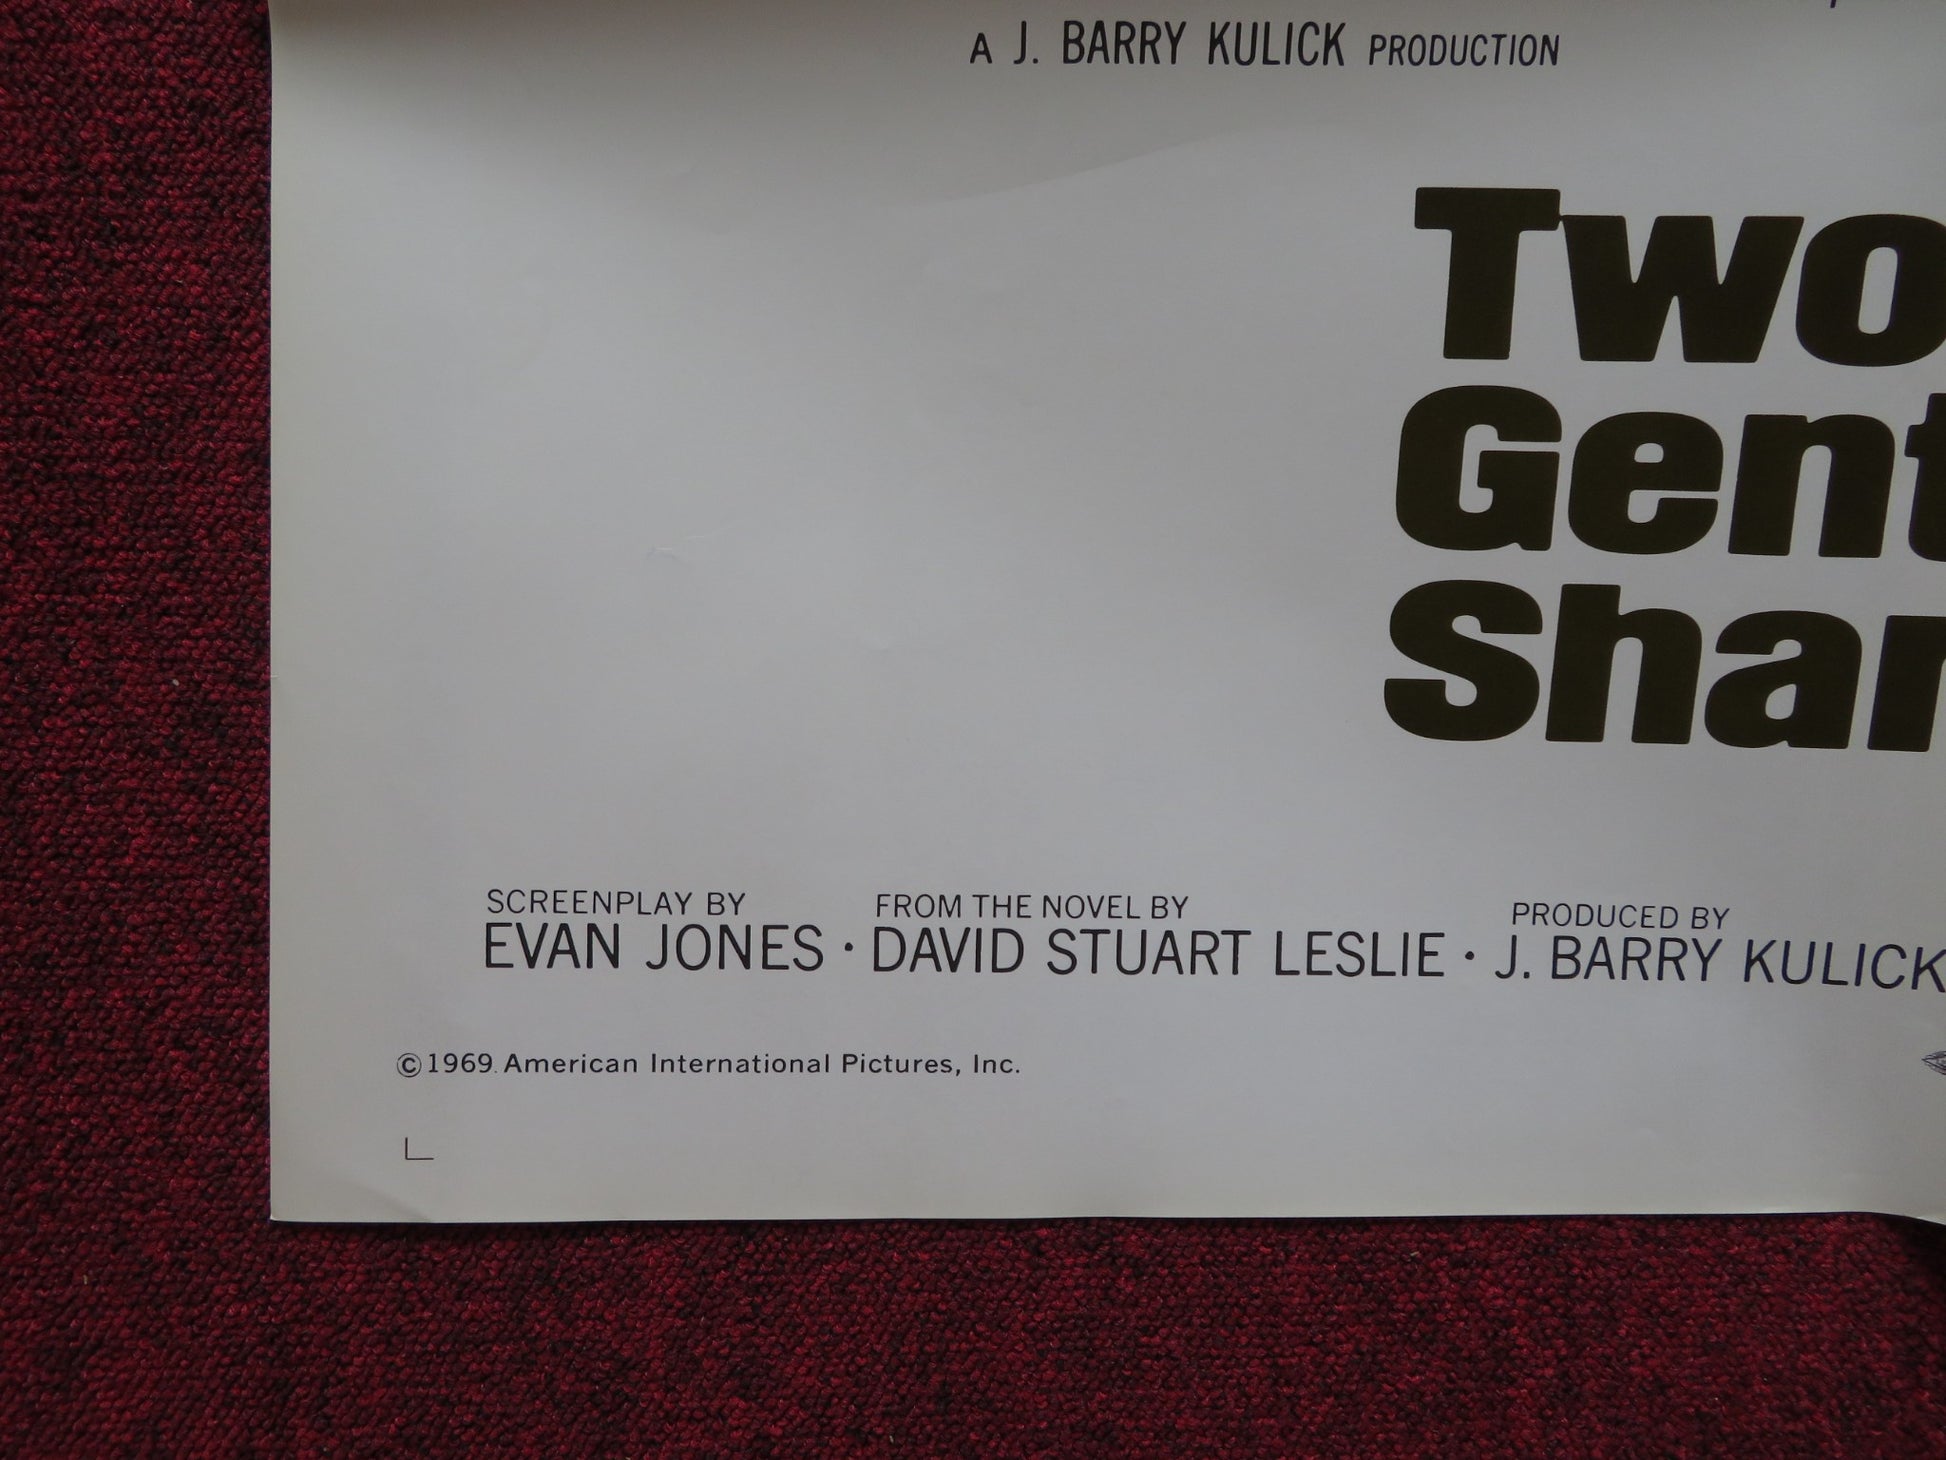 A J. BARRY KULICK PRODUCTION
Two
Gent
Shar
SCREENPLAY BY FROM THE NOVEL BY PRODUCED BY
EVAN JONES · DAVID STUART LESLIE · J. BARRY KULICK
©1969 American International Pictures, Inc.